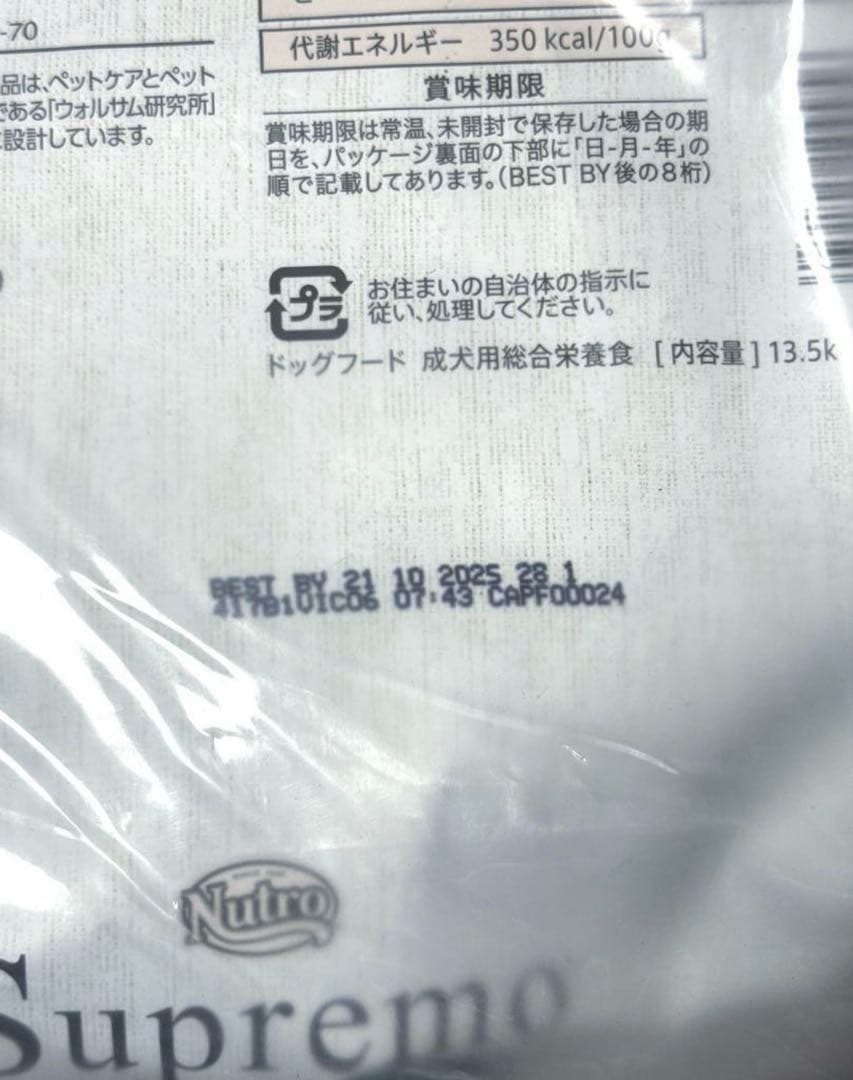 -70
品は、ペットケアとペット
である「ウォルサム研究所」
に設計しています。
代謝エネルギー 350 kcal/100g
賞味期限
賞味期限は常温、未開封で保存した場合の期
日を、パッケージ裏面の下部に「日-月-年」の
順で記載してあります。(BEST BY後の8桁)
プラ
お住まいの自治体の指示に
従い、処理してください。
ドッグフード 成犬用総合栄養食 [内容量] 13.5k
BEST BY 21 10 2025 28 1
417B101C06 07:43 CAPF00024
Nutro
Supremo